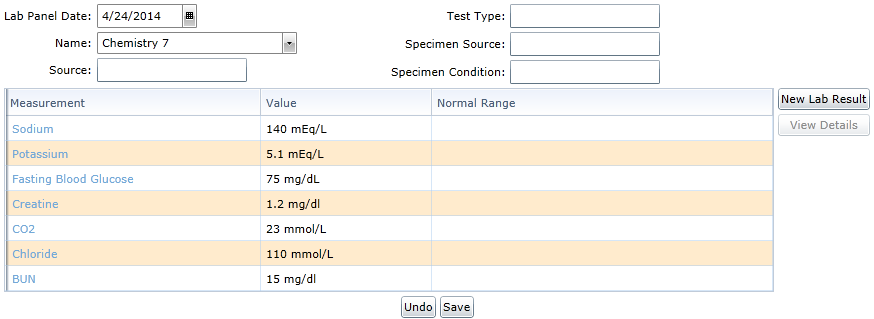 Lab Panel Date: 4/24/2014 Test Type:
Name: Chemistry 7 Specimen Source:
Source: Specimen Condition:
Measurement Value Normal Range New Lab Result
Sodium 140 mEq/L View Details
Potassium 5.1 mEq/L
Fasting Blood Glucose 75 mg/dL
Creatine 1.2 mg/dl
CO2 23 mmol/L
Chloride 110 mmol/L
BUN 15 mg/dl
Undo Save